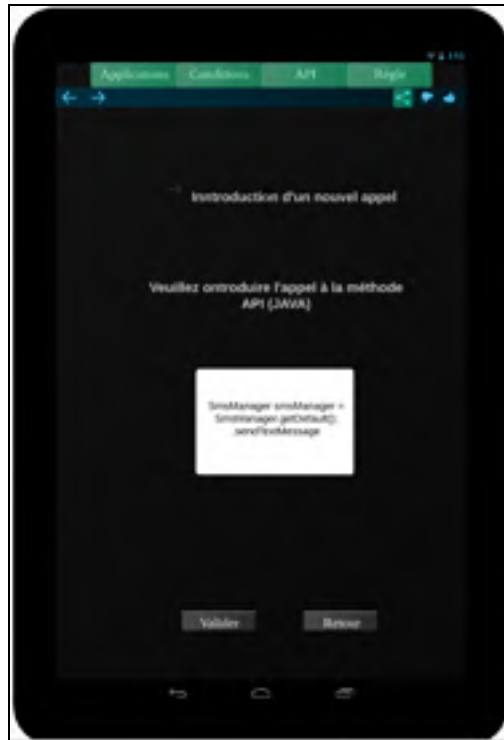 Applications Conditions API Règle
Inntroduction d'un nouvel appel
Veuillez ontroduire l'appel à la méthode
API (JAVA)
SmsManager smsManager =
SmsManager.getDefault();
.sendTextMessage
Valider Retour